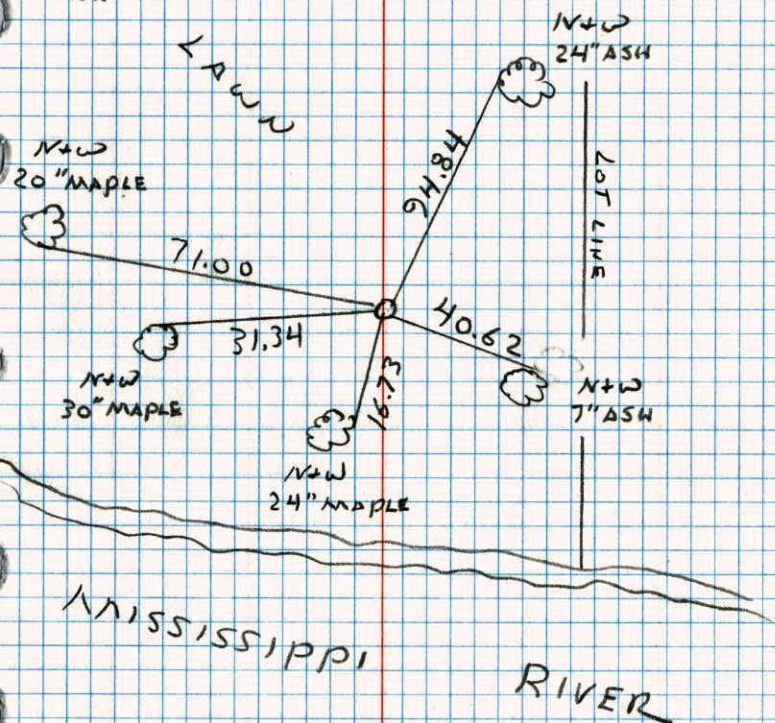 N+W
24" ASH
LAWN
94.84
LOT LINE
N+W
20" MAPLE
71.00
31.34
40.62
16.73
N+W
30" MAPLE
N+W
7" ASH
N+W
24" MAPLE
MISSISSIPPI
RIVER